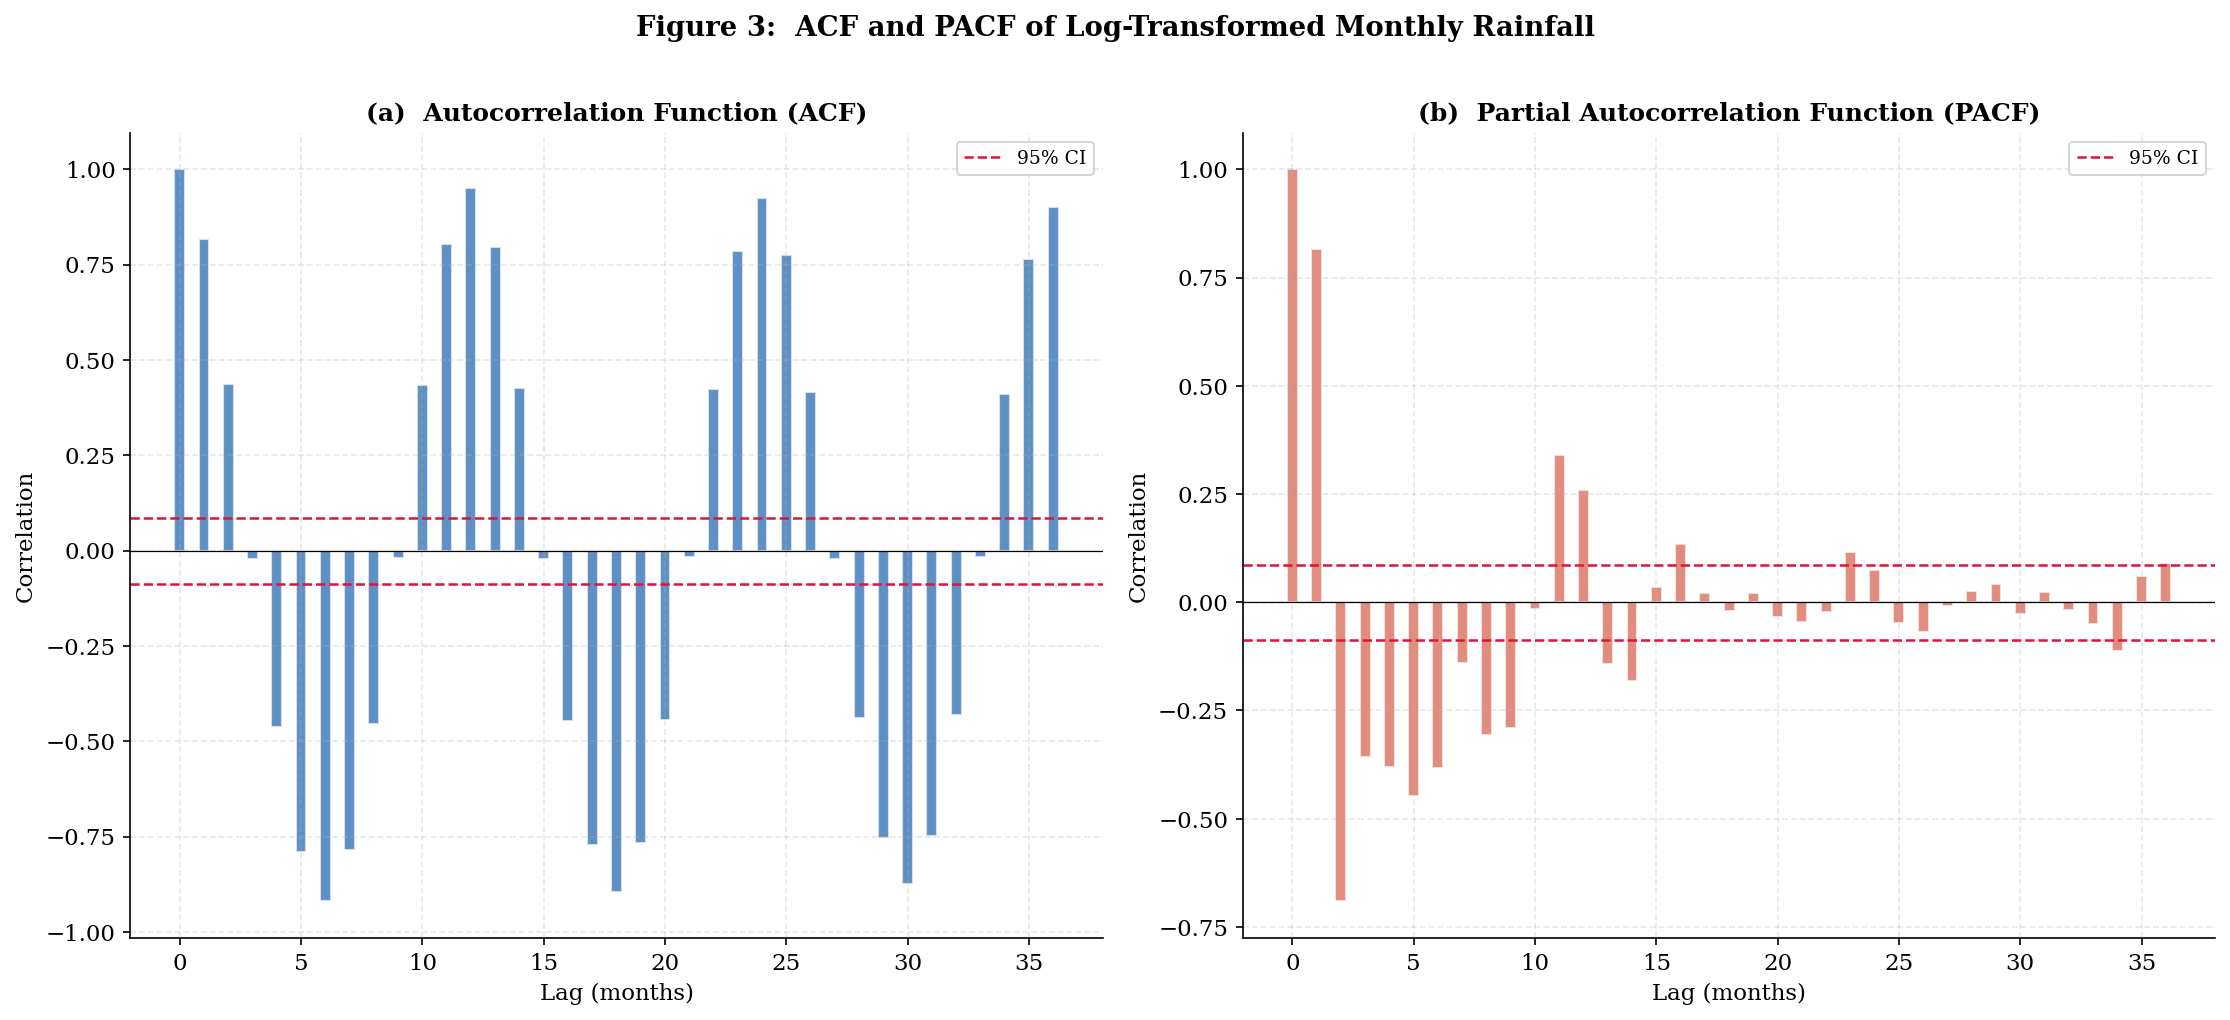 Figure 3:  ACF and PACF of Log-Transformed Monthly Rainfall
(a)  Autocorrelation Function (ACF)
95% CI
1.00
0.75
0.50
0.25
0.00
−0.25
−0.50
−0.75
−1.00
Correlation
0 5 10 15 20 25 30 35
Lag (months)
(b)  Partial Autocorrelation Function (PACF)
95% CI
1.00
0.75
0.50
0.25
0.00
−0.25
−0.50
−0.75
Correlation
0 5 10 15 20 25 30 35
Lag (months)